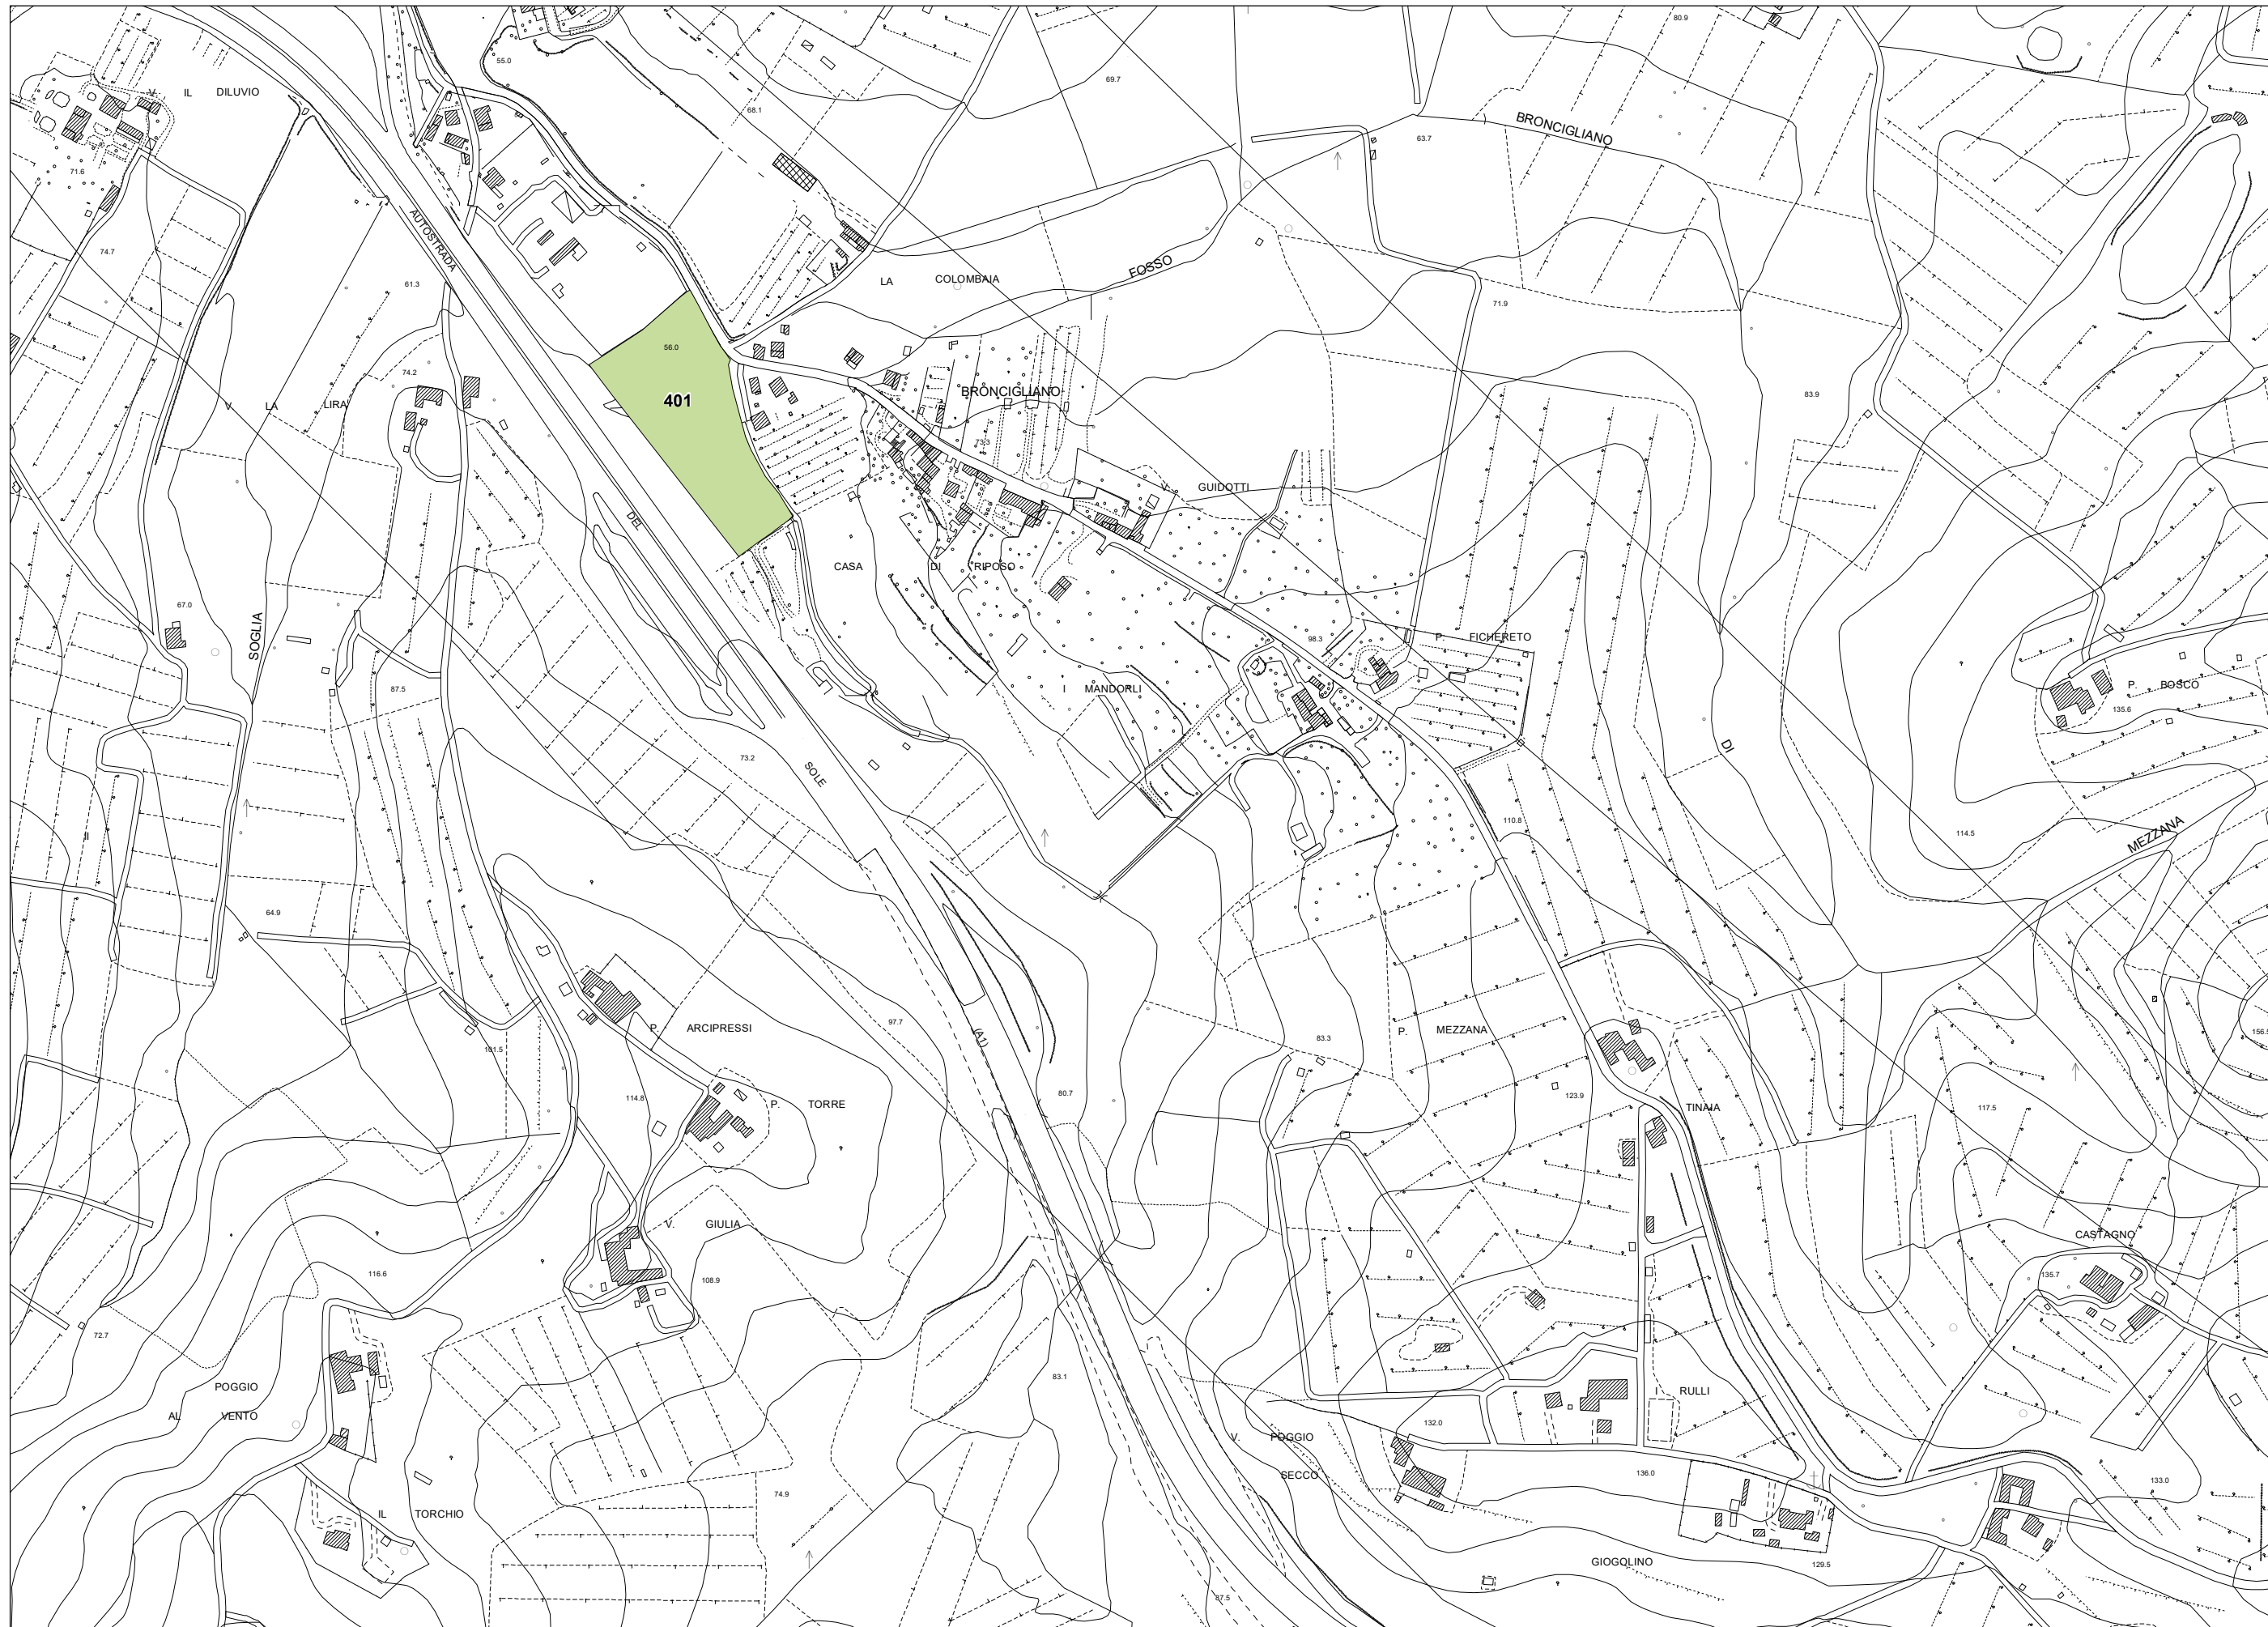 80.9
55.0
69.7
V. IL DILUVIO
68.1
BRONCIGLIANO
63.7
71.6
AUTOSTRADA
74.7
FOSSO
LA COLOMBAIA
61.3
71.9
56.0
74.2
401
BRONCIGLIANO
83.9
V. LA LIRA
73.3
V. GUIDOTTI
DEL
CASA DI RIPOSO
67.0
SOGLIA
98.3
P. FICHERETO
87.5
I MANDORLI
P. BOSCO
135.6
DI
73.2
SOLE
110.8
114.5
MEZZANA
64.9
97.7
P. ARCIPRESSI
(A1)
83.3
P. MEZZANA
156.5
101.5
114.8
P. TORRE
80.7
123.9
TINAIA
117.5
V. GIULIA
CASTAGNO
116.6
108.9
135.7
72.7
83.1
POGGIO
AL VENTO
I RULLI
132.0
V. POGGIO
SECCO
136.0
133.0
74.9
IL TORCHIO
GIOGOLINO
129.5
87.5